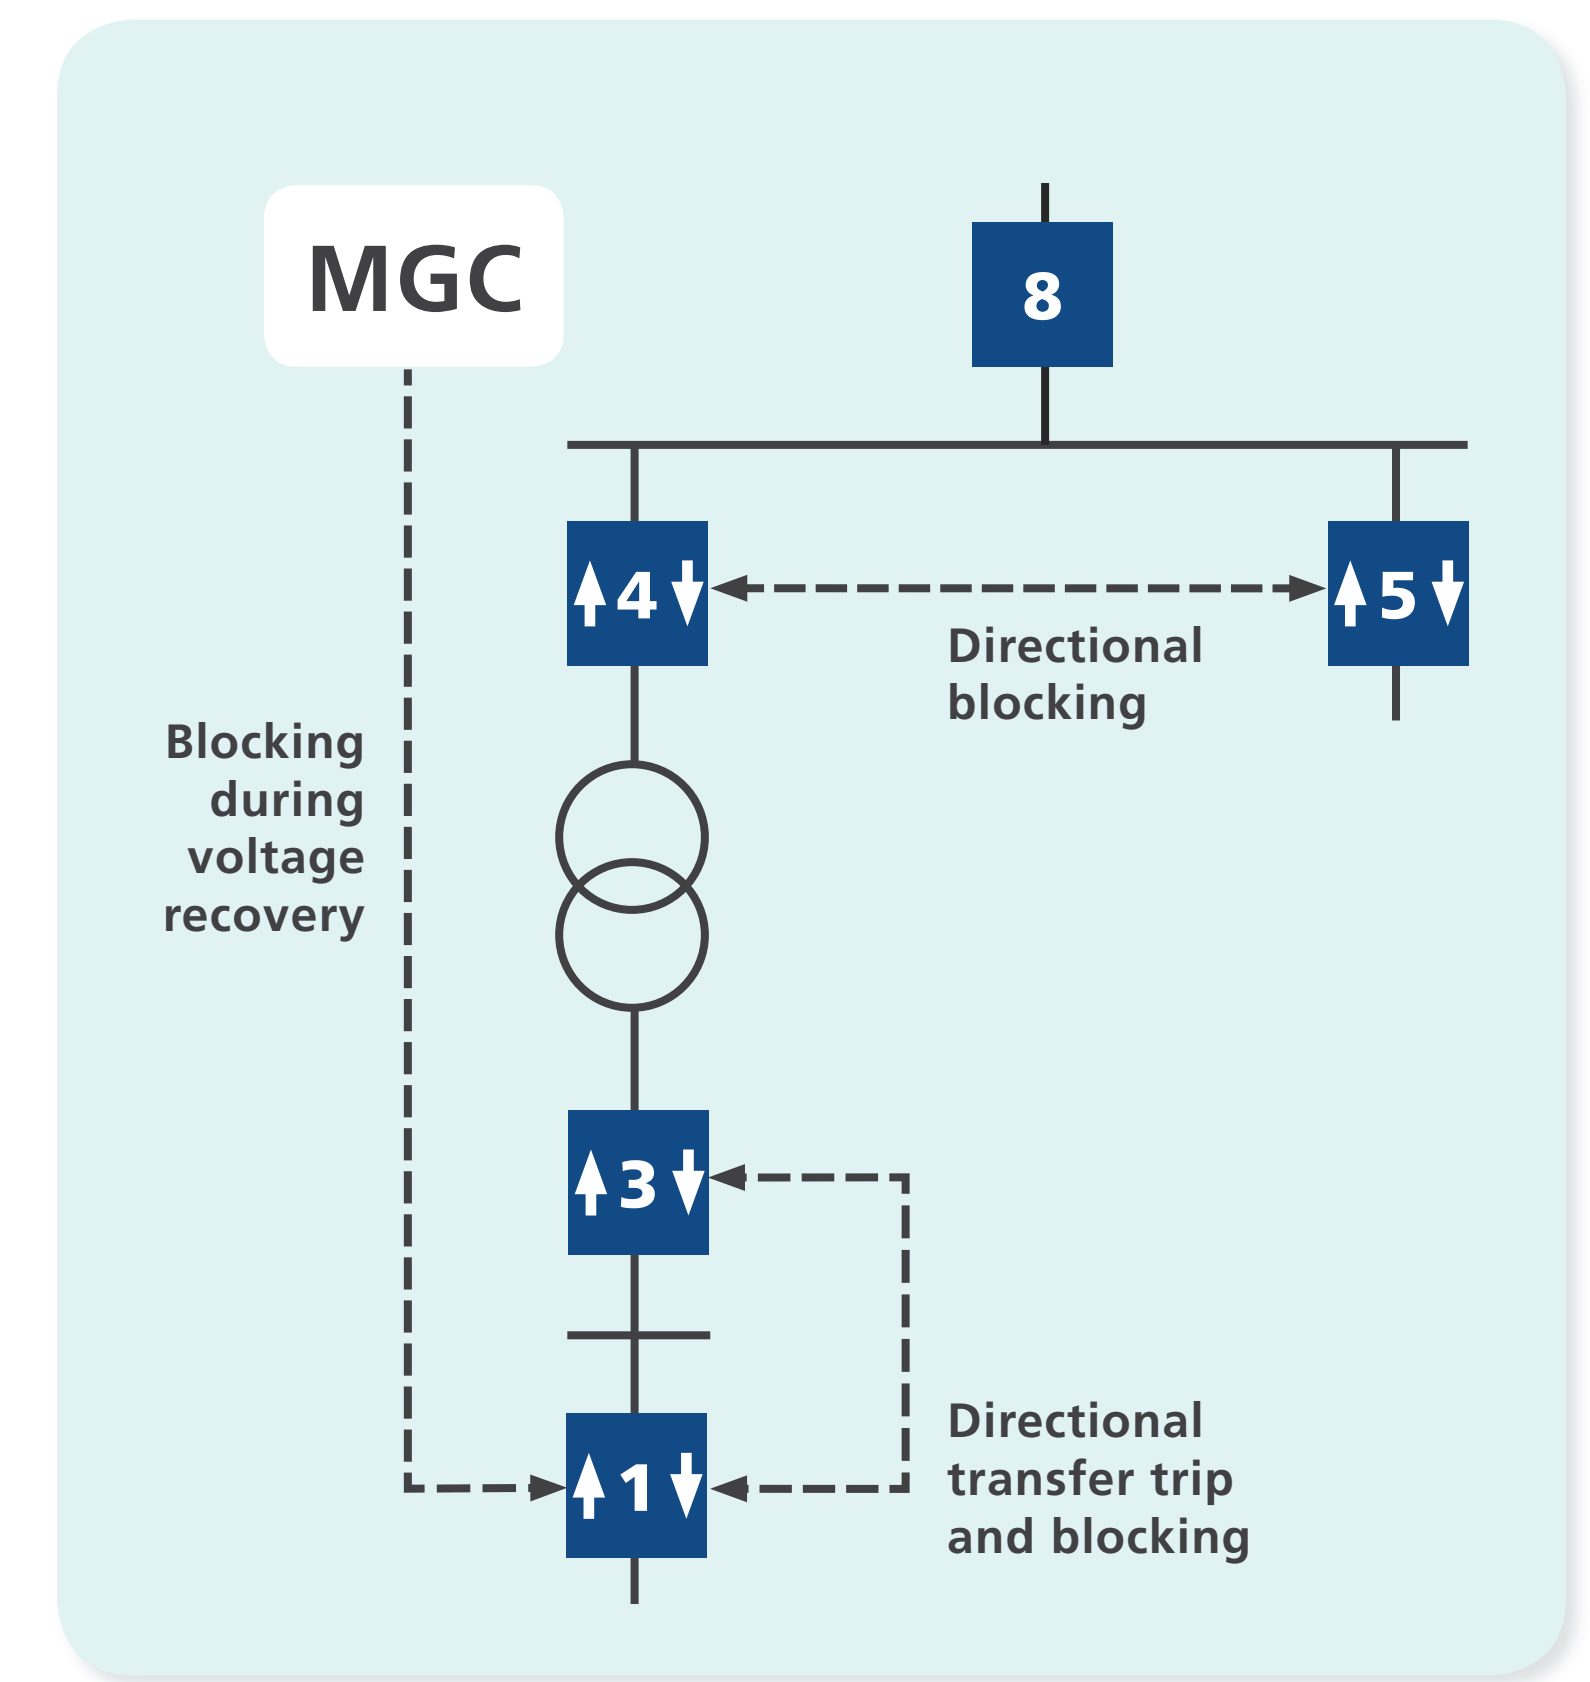 MGC
8
4
5
Directional
blocking
Blocking
during
voltage
recovery
3
1
Directional
transfer trip
and blocking